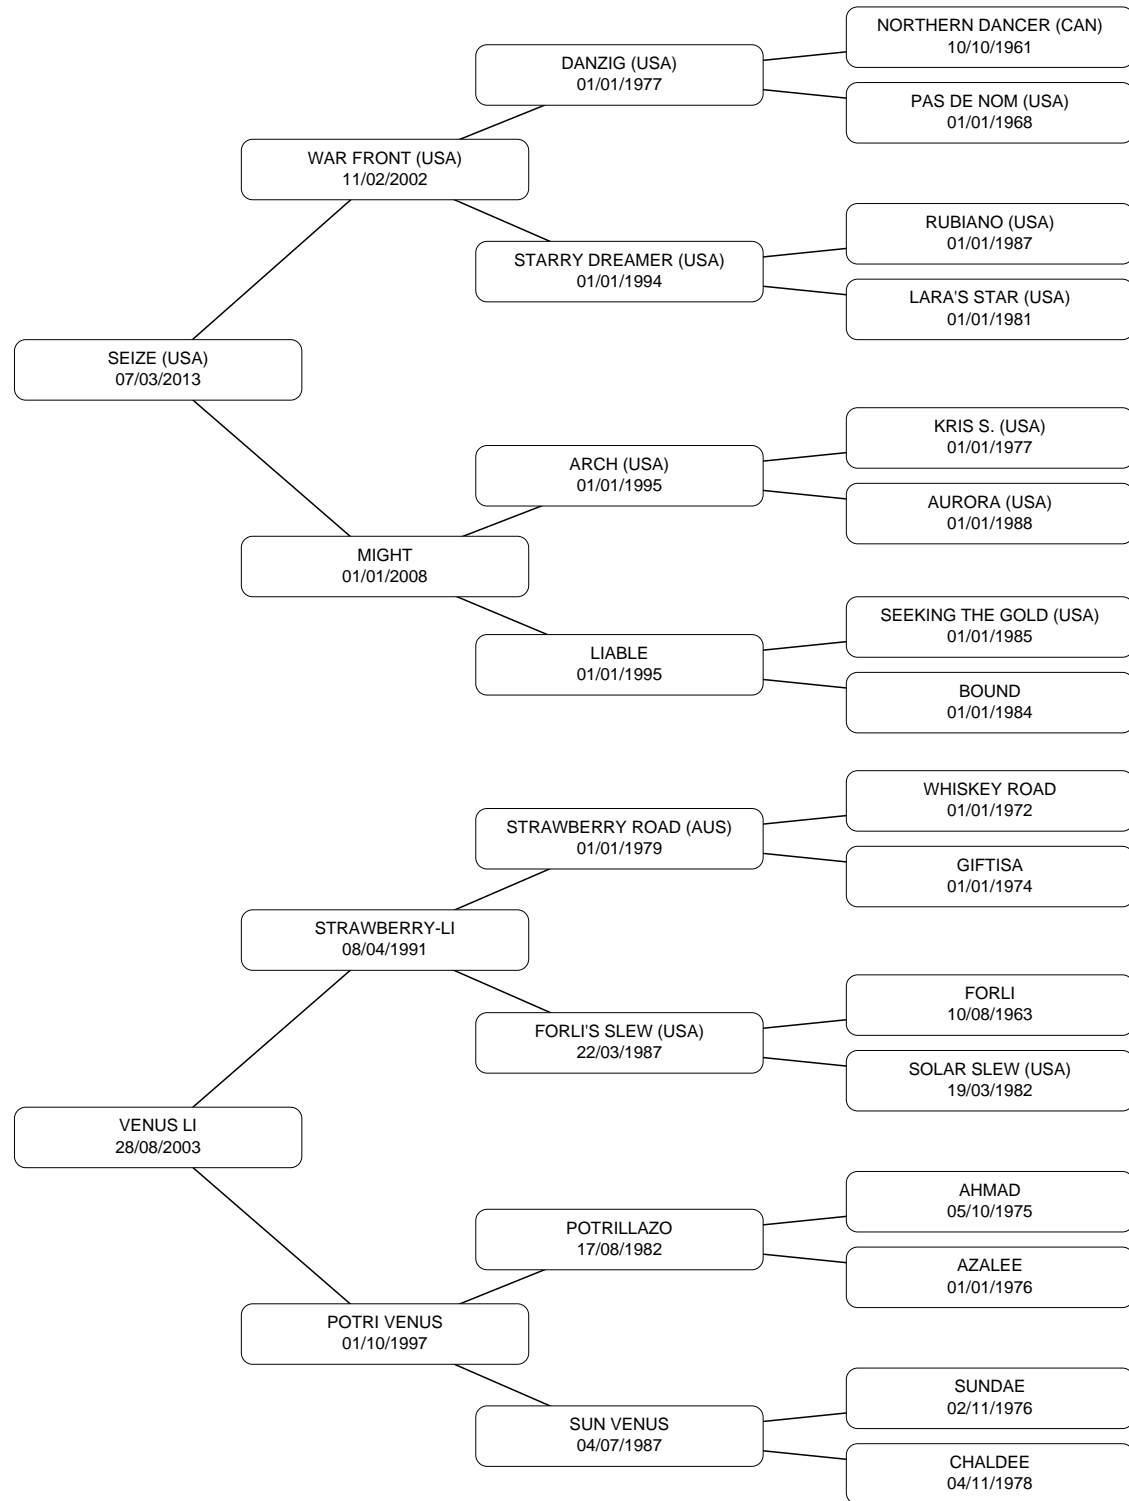 NORTHERN DANCER (CAN)
10/10/1961
DANZIG (USA)
01/01/1977
PAS DE NOM (USA)
01/01/1968
WAR FRONT (USA)
11/02/2002
RUBIANO (USA)
01/01/1987
STARRY DREAMER (USA)
01/01/1994
LARA'S STAR (USA)
01/01/1981
SEIZE (USA)
07/03/2013
KRIS S. (USA)
01/01/1977
ARCH (USA)
01/01/1995
AURORA (USA)
01/01/1988
MIGHT
01/01/2008
SEEKING THE GOLD (USA)
01/01/1985
LIABLE
01/01/1995
BOUND
01/01/1984
WHISKEY ROAD
01/01/1972
STRAWBERRY ROAD (AUS)
01/01/1979
GIFTISA
01/01/1974
STRAWBERRY-LI
08/04/1991
FORLI
10/08/1963
FORLI'S SLEW (USA)
22/03/1987
SOLAR SLEW (USA)
19/03/1982
VENUS LI
28/08/2003
AHMAD
05/10/1975
POTRILLAZO
17/08/1982
AZALEE
01/01/1976
POTRI VENUS
01/10/1997
SUNDAE
02/11/1976
SUN VENUS
04/07/1987
CHALDEE
04/11/1978